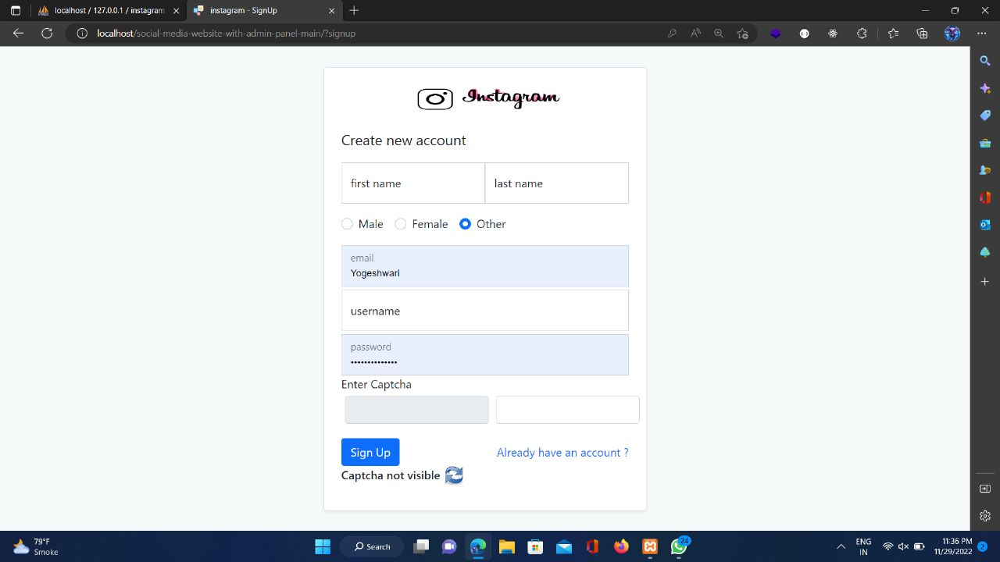 localhost / 127.0.0.1 / instagram
instagram - SignUp
localhost/social-media-website-with-admin-panel-main/?signup
Instagram
Create new account
first name
last name
Male
Female
Other
email
Yogeshwari
username
password
••••••••••••••
Enter Captcha
Sign Up
Already have an account ?
Captcha not visible
79°F
Smoke
Search
24
ENG
IN
11:36 PM
11/29/2022
2